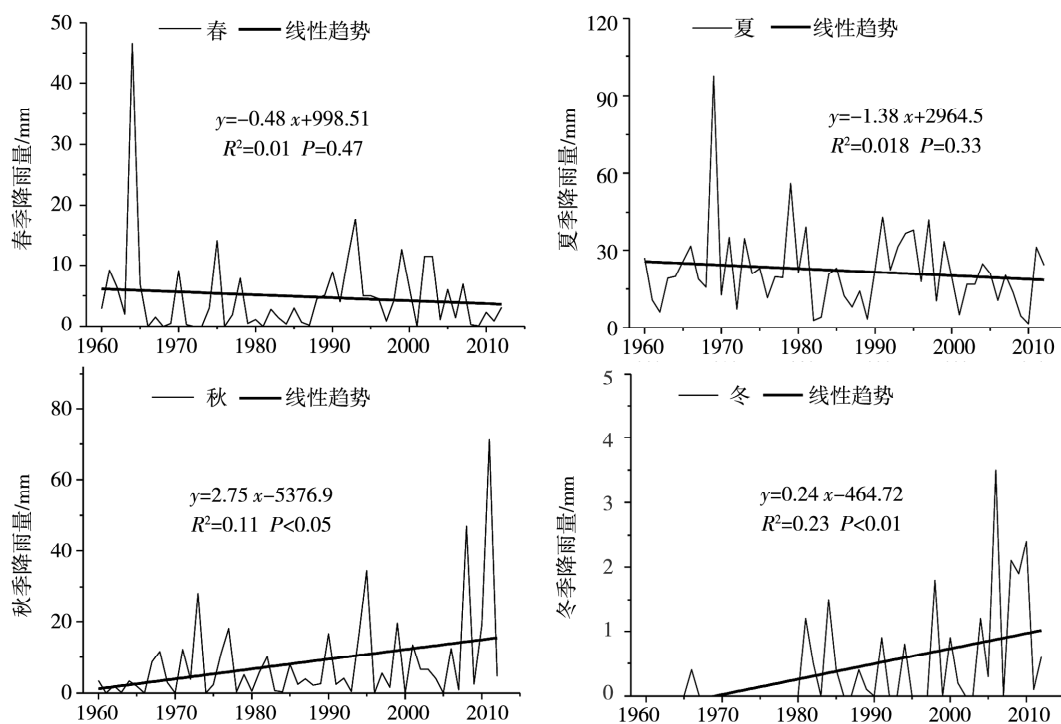 春 线性趋势
y=−0.48 x+998.51
R²=0.01 P=0.47
春季降雨量/mm
50
40
30
20
10
0
1960 1970 1980 1990 2000 2010
夏 线性趋势
y=−1.38 x+2964.5
R²=0.018 P=0.33
夏季降雨量/mm
120
90
60
30
0
1960 1970 1980 1990 2000 2010
秋 线性趋势
y=2.75 x−5376.9
R²=0.11 P<0.05
秋季降雨量/mm
80
60
40
20
0
1960 1970 1980 1990 2000 2010
冬 线性趋势
y=0.24 x−464.72
R²=0.23 P<0.01
冬季降雨量/mm
5
4
3
2
1
0
1960 1970 1980 1990 2000 2010